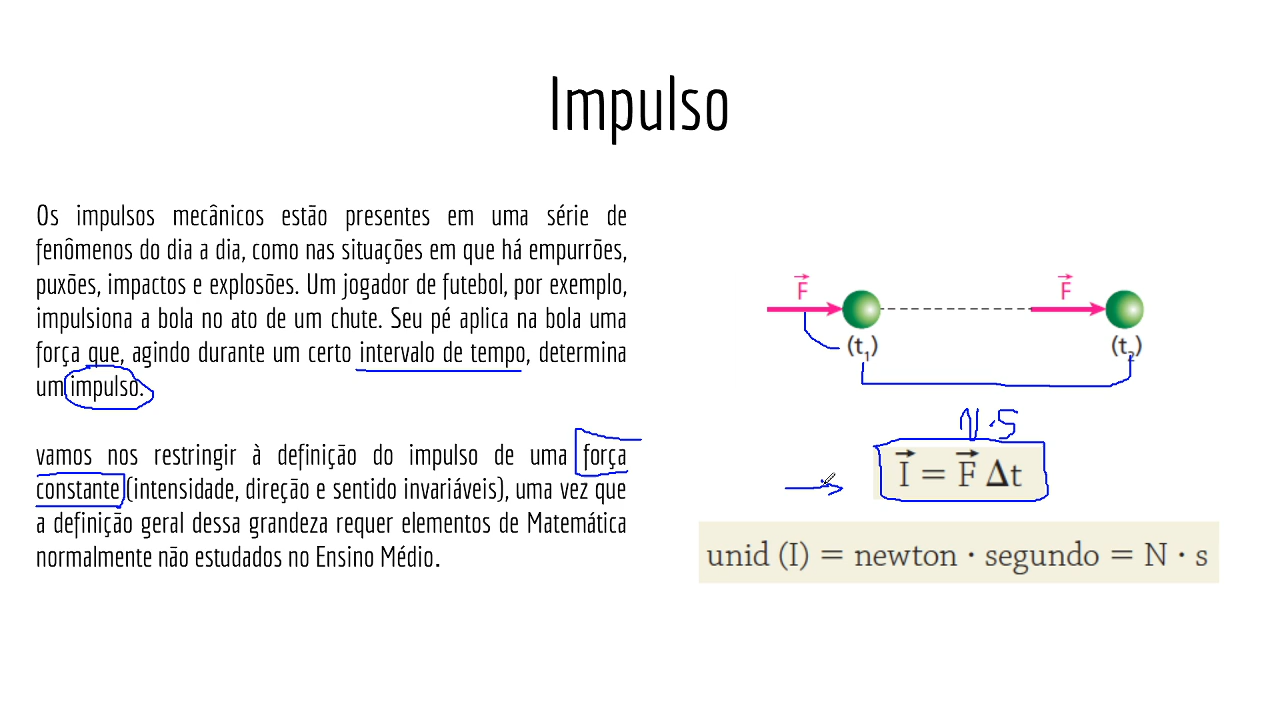 Impulso
Os impulsos mecânicos estão presentes em uma série de
fenômenos do dia a dia, como nas situações em que há empurrões,
puxões, impactos e explosões. Um jogador de futebol, por exemplo,
impulsiona a bola no ato de um chute. Seu pé aplica na bola uma
força que, agindo durante um certo intervalo de tempo, determina
um impulso.
vamos nos restringir à definição do impulso de uma força
constante (intensidade, direção e sentido invariáveis), uma vez que
a definição geral dessa grandeza requer elementos de Matemática
normalmente não estudados no Ensino Médio.
F⃗ F⃗
(t₁) (t₂)
N·s
I⃗ = F⃗ Δt
unid (I) = newton · segundo = N · s